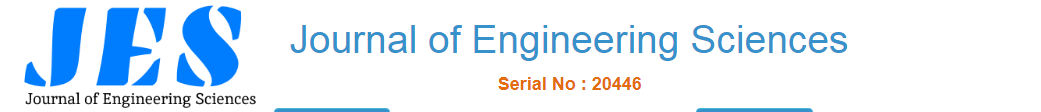 JES
Journal of Engineering Sciences
Journal of Engineering Sciences
Serial No : 20446